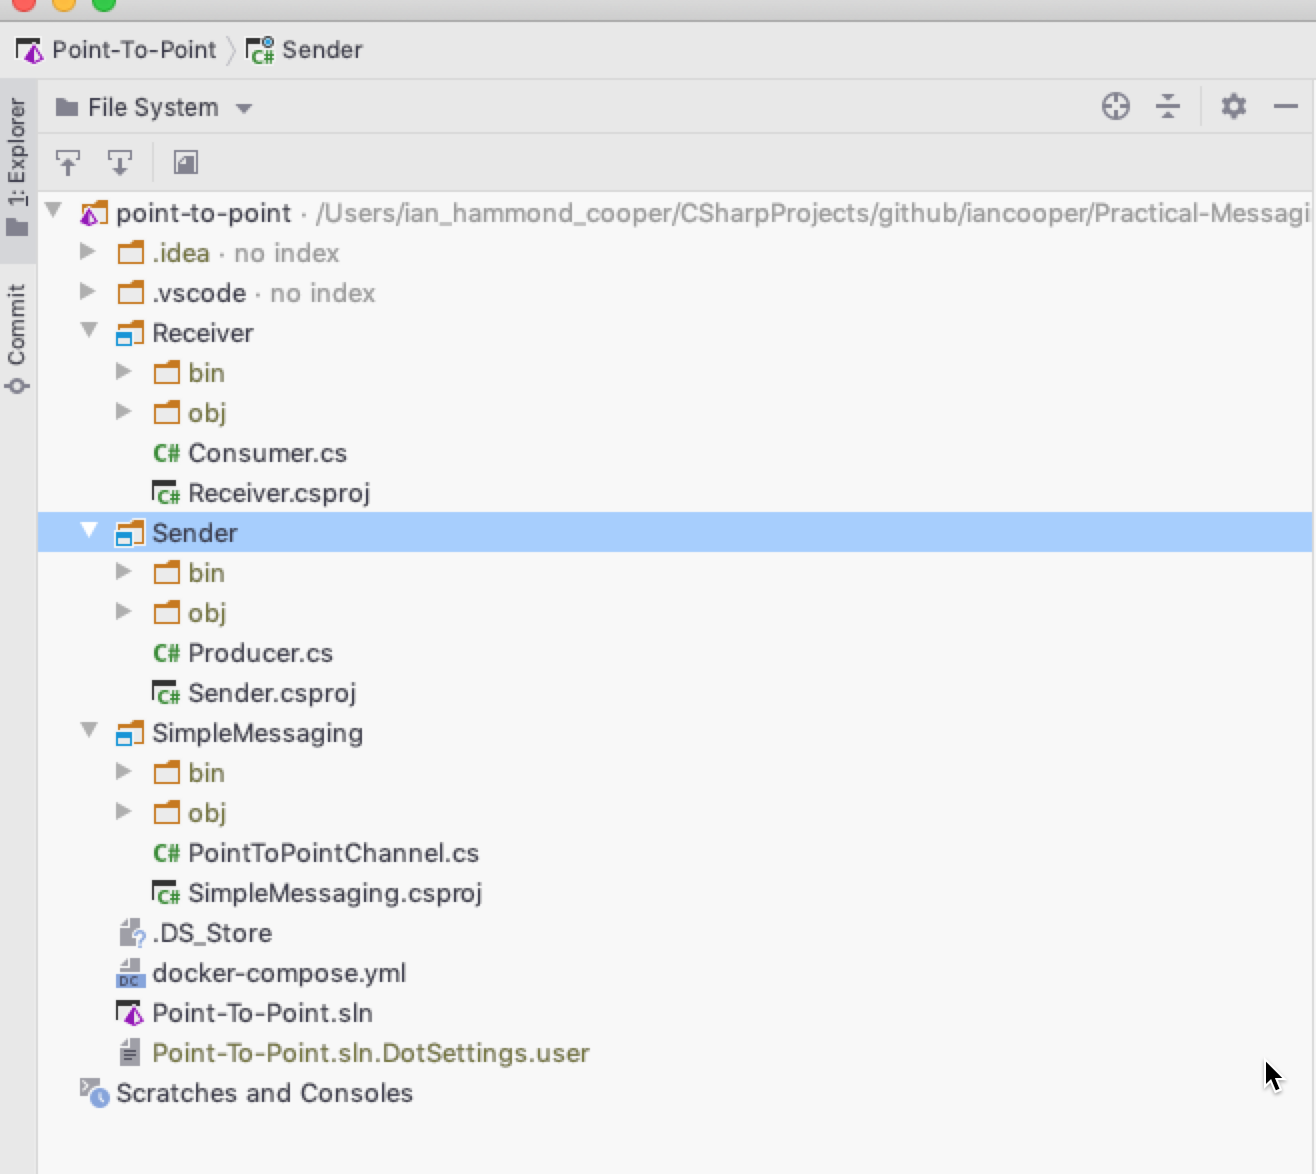 Point-To-Point Sender
1: Explorer
Commit
File System
point-to-point · /Users/ian_hammond_cooper/CSharpProjects/github/iancooper/Practical-Messagi
.idea · no index
.vscode · no index
Receiver
bin
obj
C# Consumer.cs
C# Receiver.csproj
Sender
bin
obj
C# Producer.cs
C# Sender.csproj
SimpleMessaging
bin
obj
C# PointToPointChannel.cs
C# SimpleMessaging.csproj
.DS_Store
DC docker-compose.yml
Point-To-Point.sln
Point-To-Point.sln.DotSettings.user
Scratches and Consoles